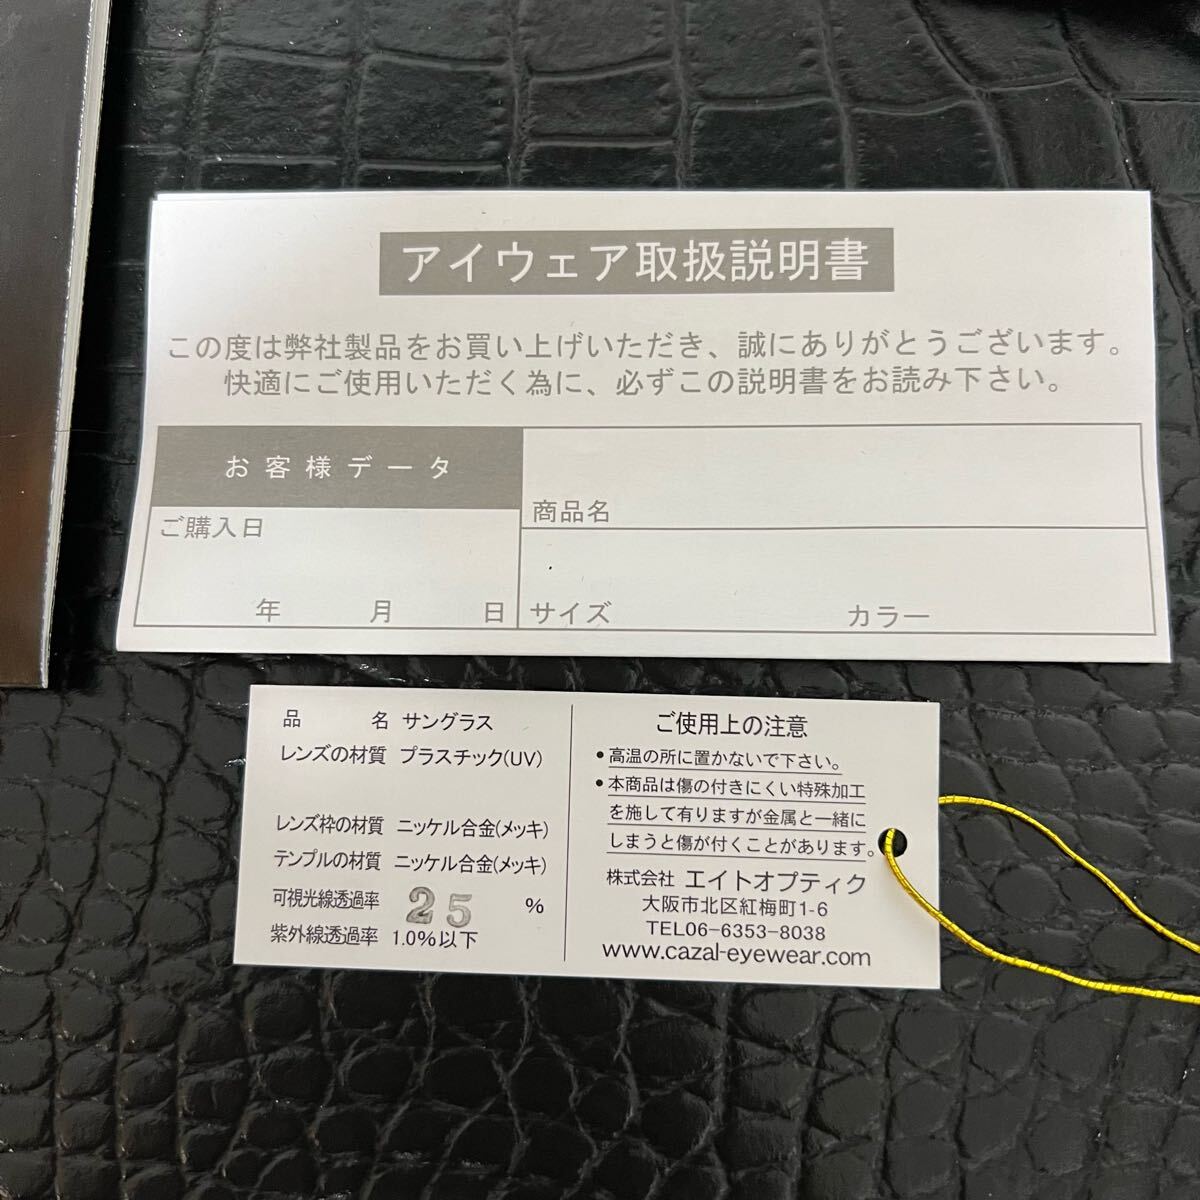 アイウェア取扱説明書
この度は弊社製品をお買い上げいただき、誠にありがとうございます。
快適にご使用いただく為に、必ずこの説明書をお読み下さい。
お客様データ
商品名
ご購入日
年 月 日
サイズ カラー
品 名 サングラス
レンズの材質 プラスチック(UV)
レンズ枠の材質 ニッケル合金(メッキ)
テンプルの材質 ニッケル合金(メッキ)
可視光線透過率 25 %
紫外線透過率 1.0%以下
ご使用上の注意
•高温の所に置かないで下さい。
•本商品は傷の付きにくい特殊加工
を施して有りますが金属と一緒に
しまうと傷が付くことがあります。
株式会社 エイトオプティク
大阪市北区紅梅町1-6
TEL06-6353-8038
www.cazal-eyewear.com